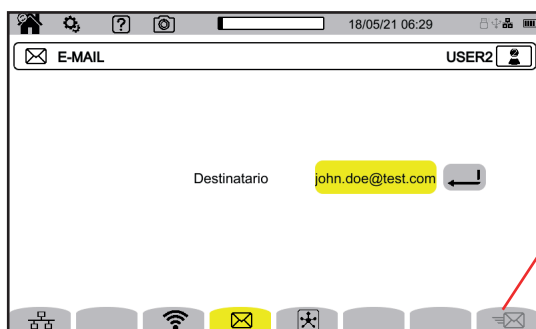 18/05/21 06:29
E-MAIL
USER2
Destinatario
john.doe@test.com